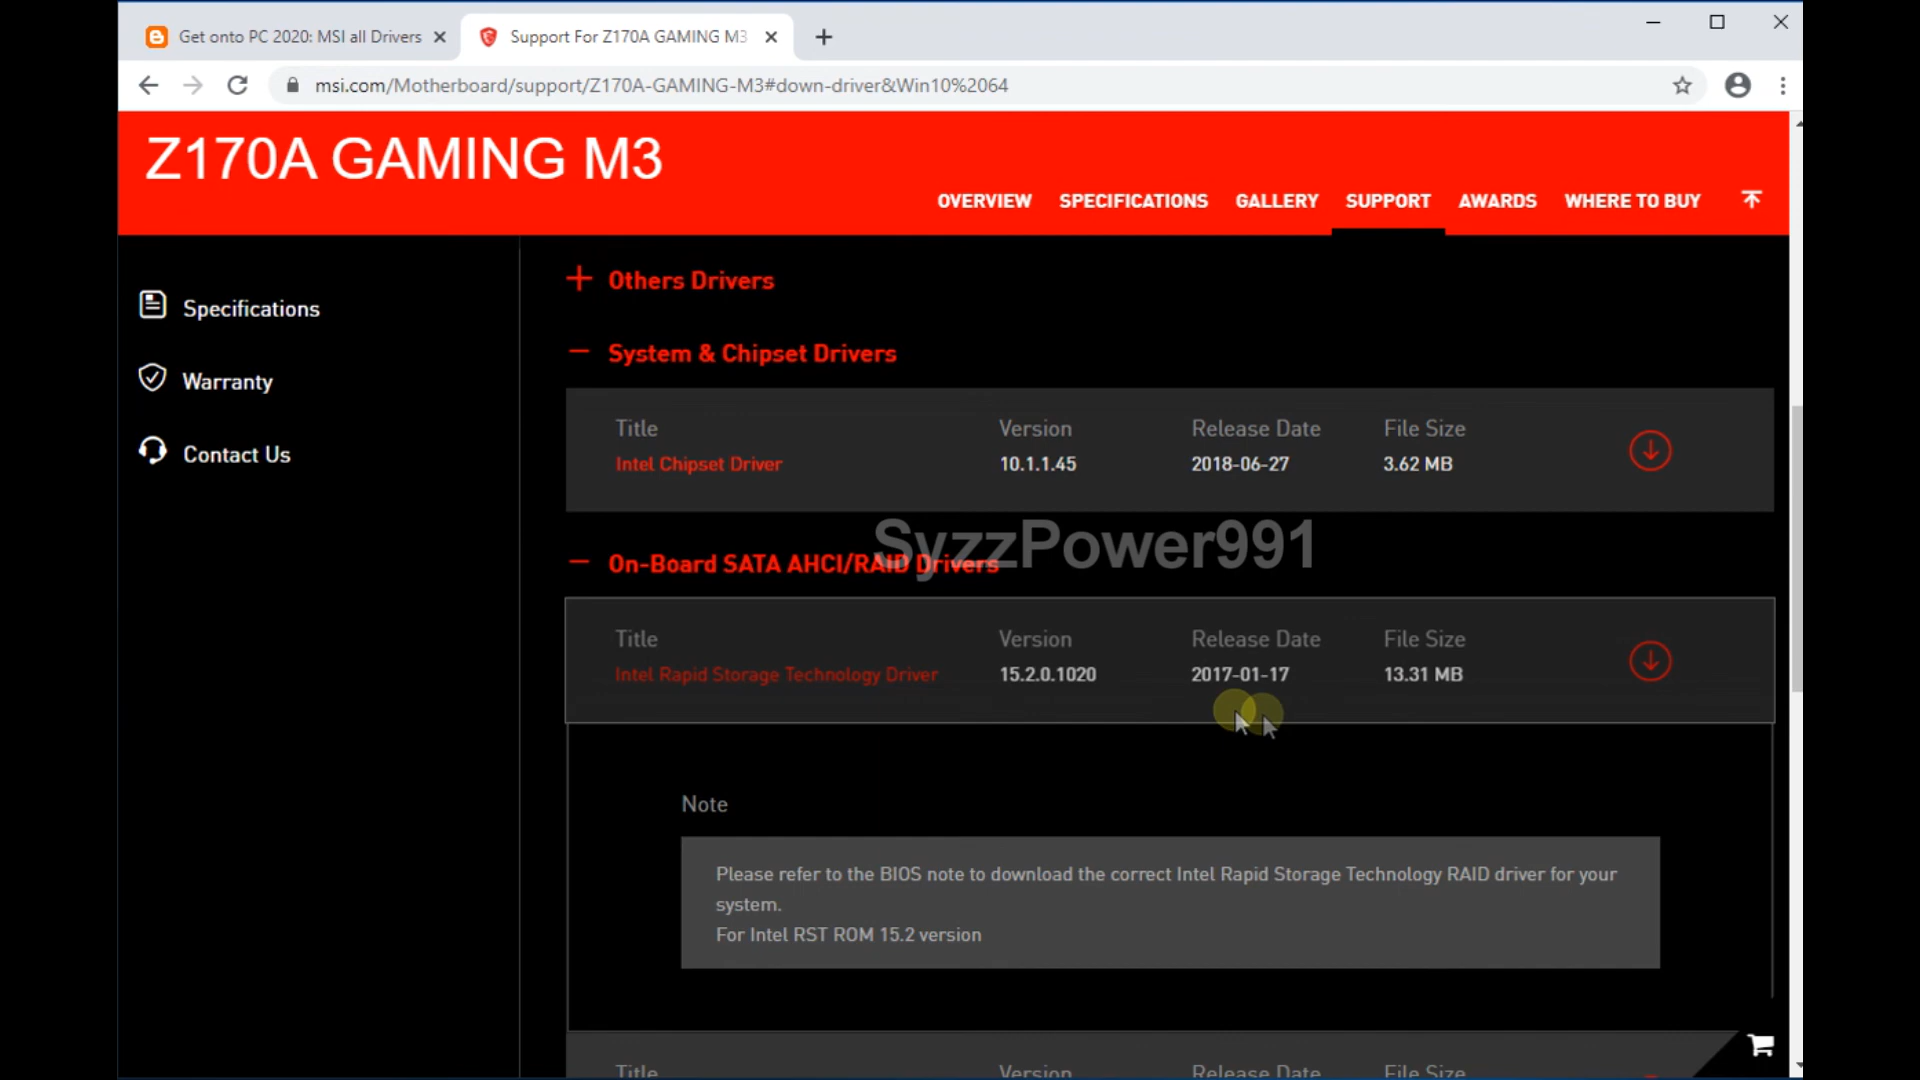 Get onto PC 2020: MSI all Drivers
Support For Z170A GAMING M3
msi.com/Motherboard/support/Z170A-GAMING-M3#down-driver&Win10%2064
Z170A GAMING M3
OVERVIEW SPECIFICATIONS GALLERY SUPPORT AWARDS WHERE TO BUY
Specifications
Warranty
Contact Us
Others Drivers
System & Chipset Drivers
Title Version Release Date File Size
Intel Chipset Driver 10.1.1.45 2018-06-27 3.62 MB
SyzzPower991
On-Board SATA AHCI/RAID Drivers
Title Version Release Date File Size
Intel Rapid Storage Technology Driver 15.2.0.1020 2017-01-17 13.31 MB
Note
Please refer to the BIOS note to download the correct Intel Rapid Storage Technology RAID driver for your
system.
For Intel RST ROM 15.2 version
Title Version Release Date File Size